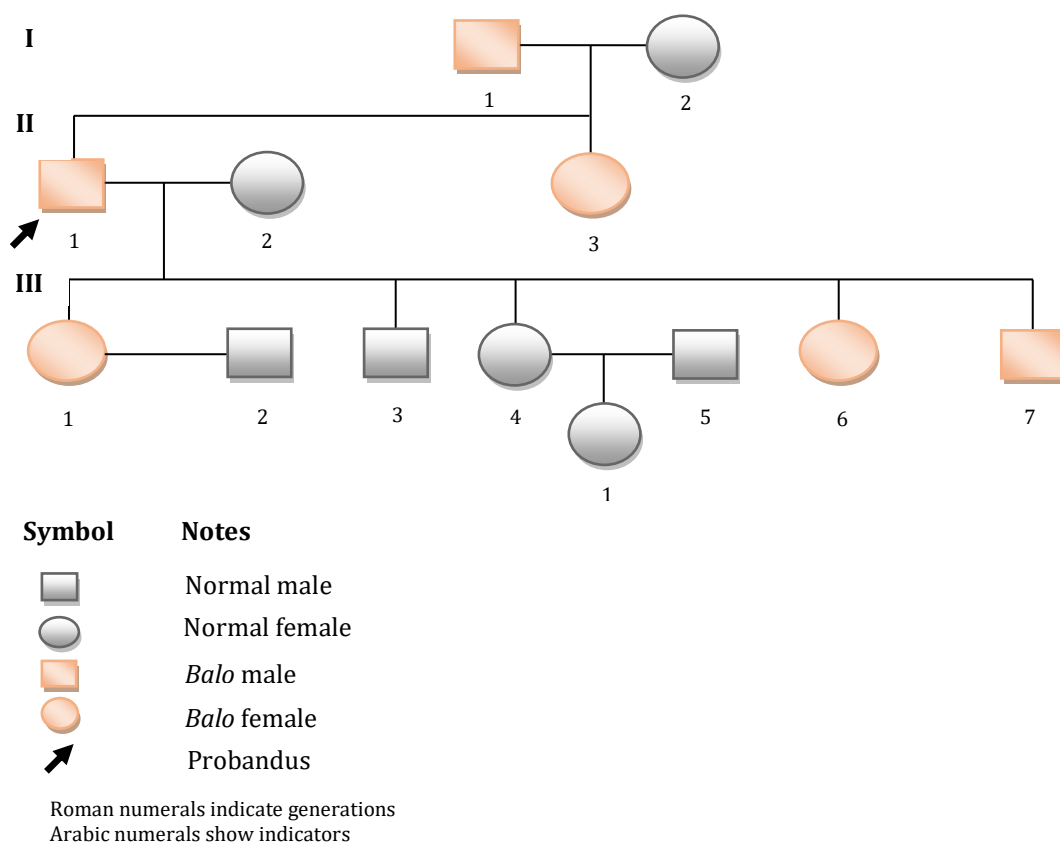 I
1
2
II
1
2
3
III
1
2
3
4
5
6
7
1
Symbol Notes
Normal male
Normal female
Balo male
Balo female
Probandus
Roman numerals indicate generations
Arabic numerals show indicators